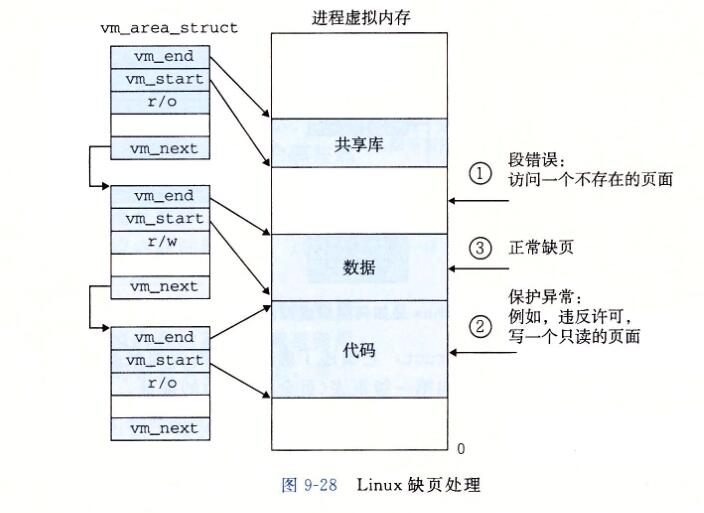 进程虚拟内存
vm_area_struct
vm_end
vm_start
r/o
vm_next
vm_end
vm_start
r/w
vm_next
vm_end
vm_start
r/o
vm_next
共享库
数据
代码
0
① 段错误：
访问一个不存在的页面
③ 正常缺页
② 保护异常：
例如，违反许可，
写一个只读的页面
图 9-28 Linux 缺页处理